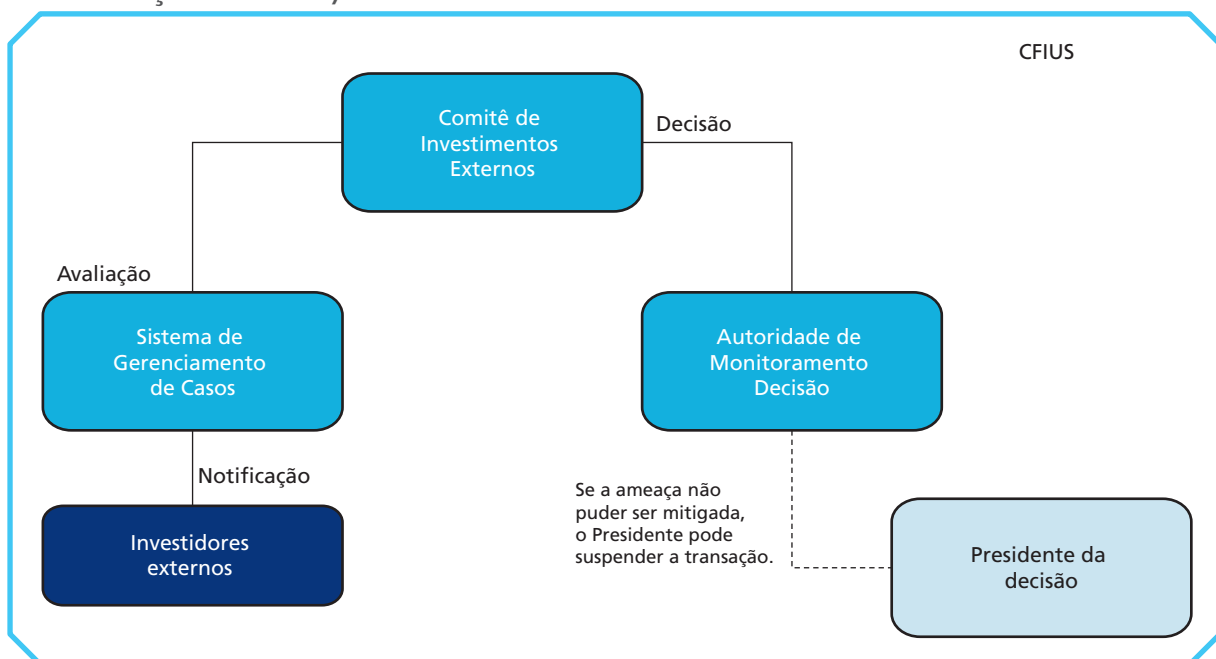 CFIUS
Comitê de
Investimentos
Externos
Decisão
Avaliação
Sistema de
Gerenciamento
de Casos
Autoridade de
Monitoramento
Decisão
Notificação
Investidores
externos
Se a ameaça não
puder ser mitigada,
o Presidente pode
suspender a transação.
Presidente da
decisão